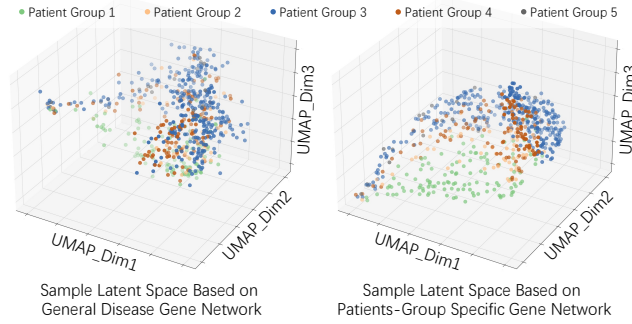 Patient Group 1 Patient Group 2 Patient Group 3 Patient Group 4 Patient Group 5
UMAP_Dim1
UMAP_Dim2
UMAP_Dim3
UMAP_Dim1
UMAP_Dim2
UMAP_Dim3
Sample Latent Space Based on
General Disease Gene Network
Sample Latent Space Based on
Patients-Group Specific Gene Network